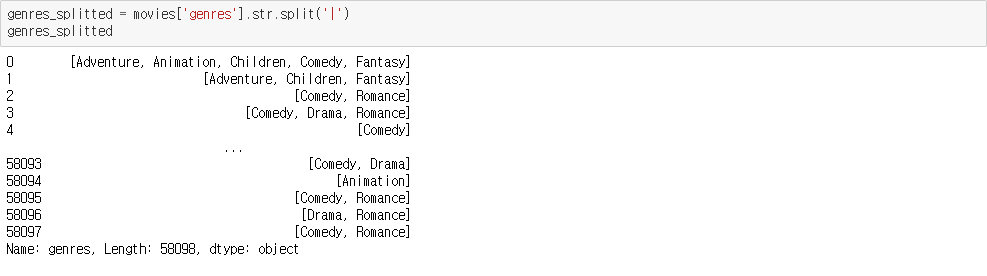 genres_splitted = movies['genres'].str.split('|')
genres_splitted
0 [Adventure, Animation, Children, Comedy, Fantasy]
1 [Adventure, Children, Fantasy]
2 [Comedy, Romance]
3 [Comedy, Drama, Romance]
4 [Comedy]
...
58093 [Comedy, Drama]
58094 [Animation]
58095 [Comedy, Romance]
58096 [Drama, Romance]
58097 [Comedy, Romance]
Name: genres, Length: 58098, dtype: object